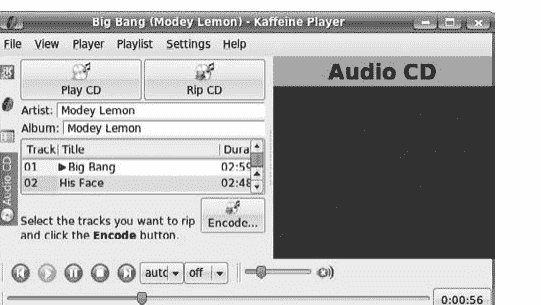 Big Bang (Modey Lemon) - Kaffeine Player
File View Player Playlist Settings Help
Play CD Rip CD
Audio CD
Artist: Modey Lemon
Album: Modey Lemon
Track Title Dura
01 Big Bang 02:59
02 His Face 02:48
Audio CD
Select the tracks you want to rip
and click the Encode button.
Encode...
auto off
0:00:56